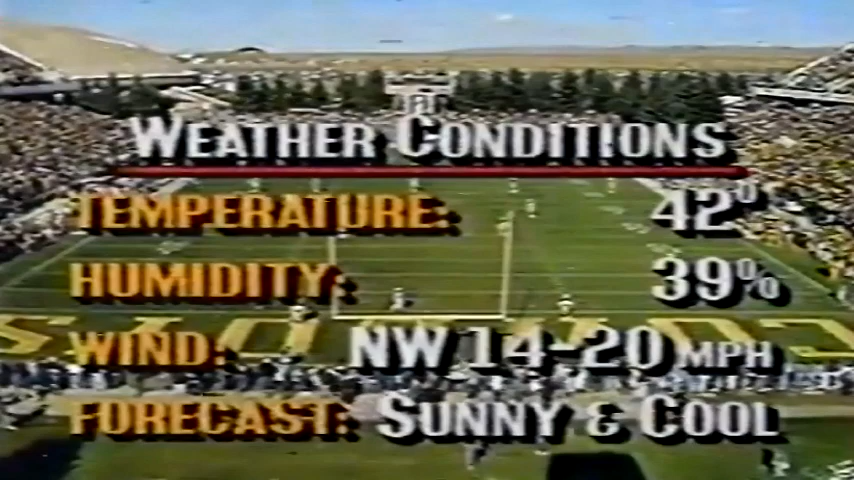 WEATHER CONDITIONS
TEMPERATURE: 42°
HUMIDITY: 39%
WIND: NW 14-20 MPH
FORECAST: SUNNY & COOL